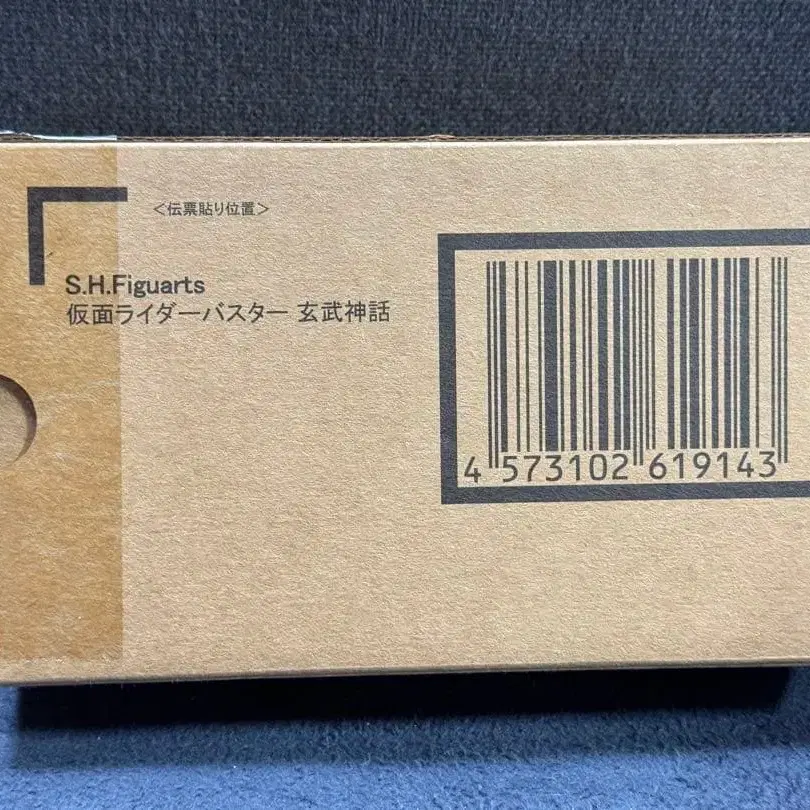 <伝票貼り位置>
S.H.Figuarts
仮面ライダーバスター 玄武神話
4 573102 619143